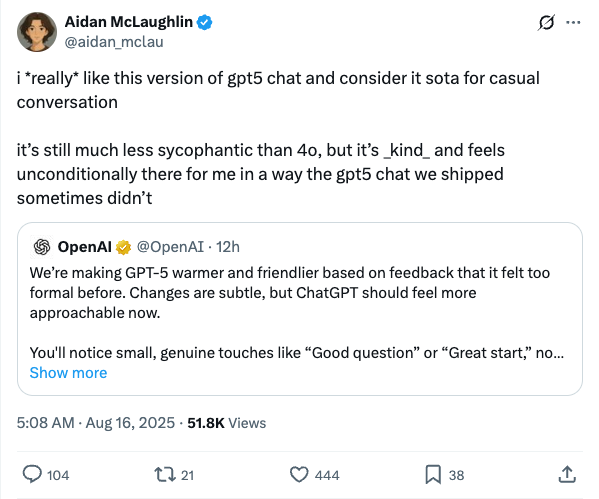 Aidan McLaughlin
@aidan_mclau
i *really* like this version of gpt5 chat and consider it sota for casual
conversation
it’s still much less sycophantic than 4o, but it’s _kind_ and feels
unconditionally there for me in a way the gpt5 chat we shipped
sometimes didn’t
OpenAI @OpenAI · 12h
We’re making GPT-5 warmer and friendlier based on feedback that it felt too
formal before. Changes are subtle, but ChatGPT should feel more
approachable now.
You'll notice small, genuine touches like “Good question” or “Great start,” no…
Show more
5:08 AM · Aug 16, 2025 · 51.8K Views
104 21 444 38